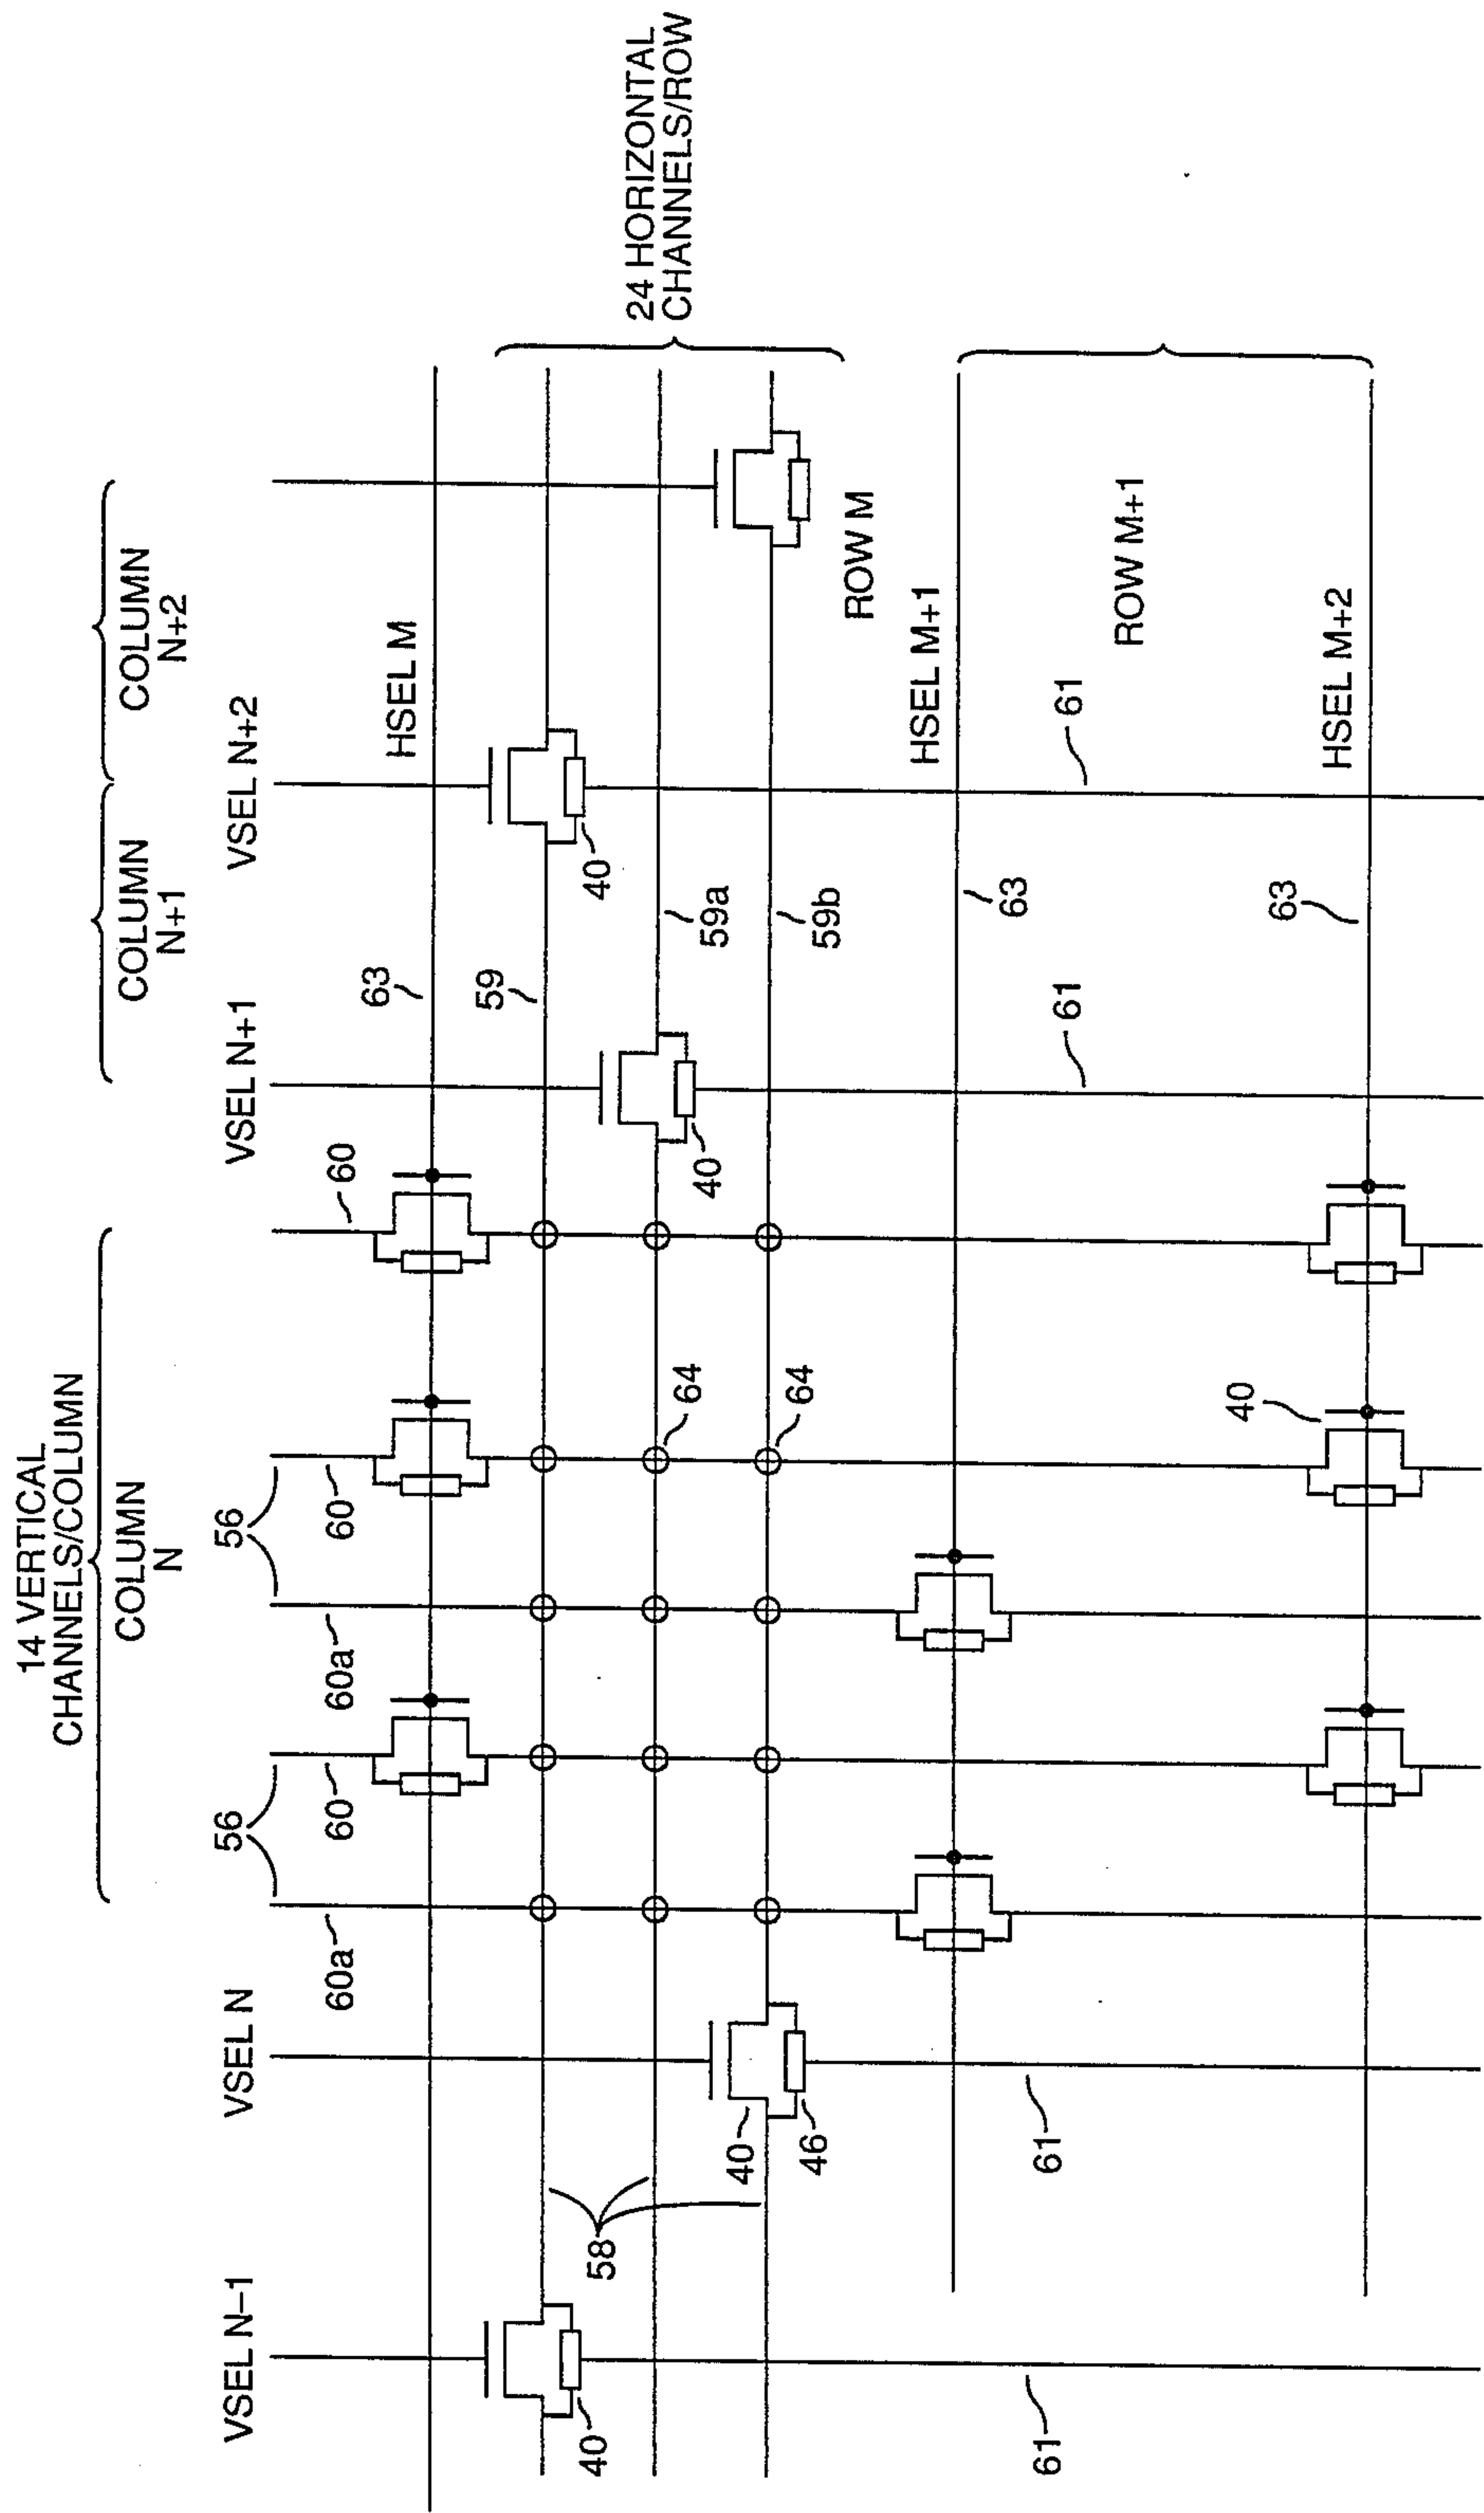 14 VERTICAL
CHANNELS/COLUMN
COLUMN
N
COLUMN
N+1
COLUMN
N+2
VSEL N–1
VSEL N
56
56
VSEL N+1
VSEL N+2
60a
60
60a
60
60
63
HSEL M
59
24 HORIZONTAL
CHANNELS/ROW
40
58
40
64
40
59a
40
46
64
59b
ROW M
HSEL M+1
63
61
61
61
61
ROW M+1
40
63
HSEL M+2